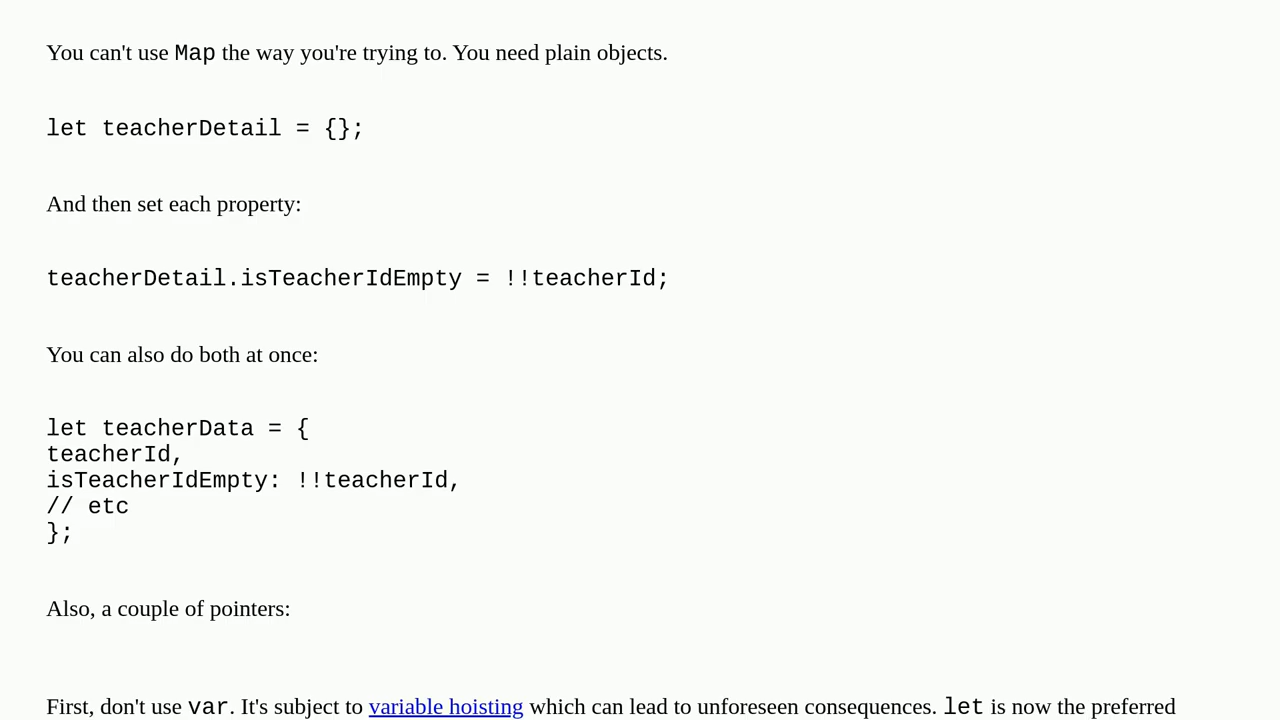 You can't use Map the way you're trying to. You need plain objects.
let teacherDetail = {};
And then set each property:
teacherDetail.isTeacherIdEmpty = !!teacherId;
You can also do both at once:
let teacherData = {
teacherId,
isTeacherIdEmpty: !!teacherId,
// etc
};
Also, a couple of pointers:
First, don't use var. It's subject to variable hoisting which can lead to unforeseen consequences. let is now the preferred